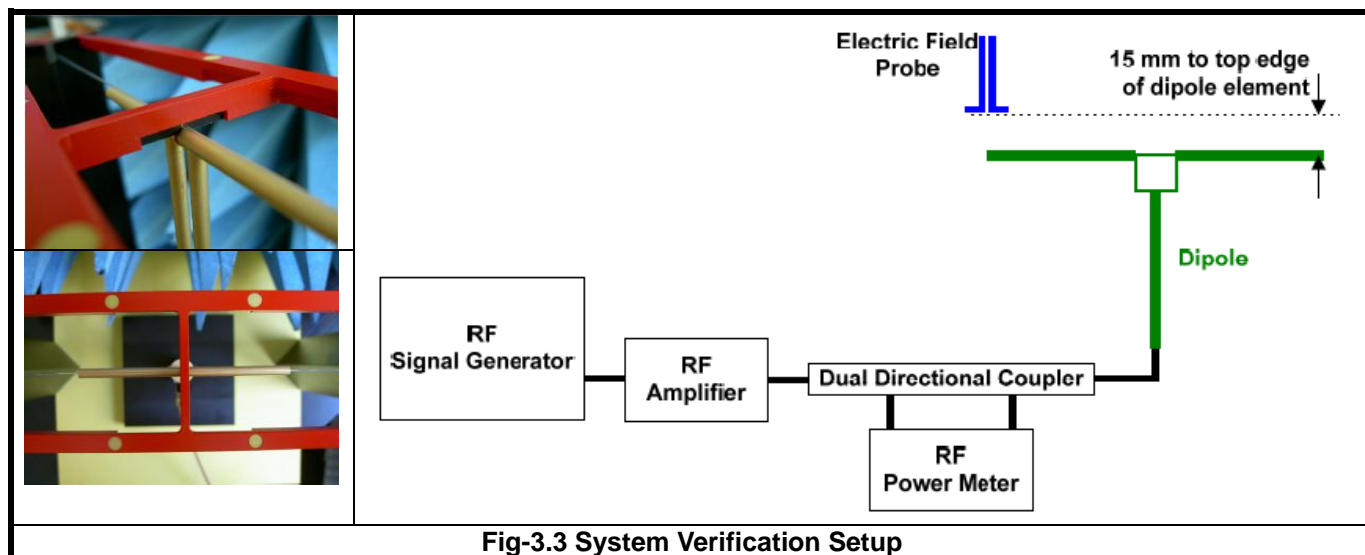 Electric Field
Probe
15 mm to top edge
of dipole element
Dipole
RF
Signal Generator
RF
Amplifier
Dual Directional Coupler
RF
Power Meter
Fig-3.3 System Verification Setup